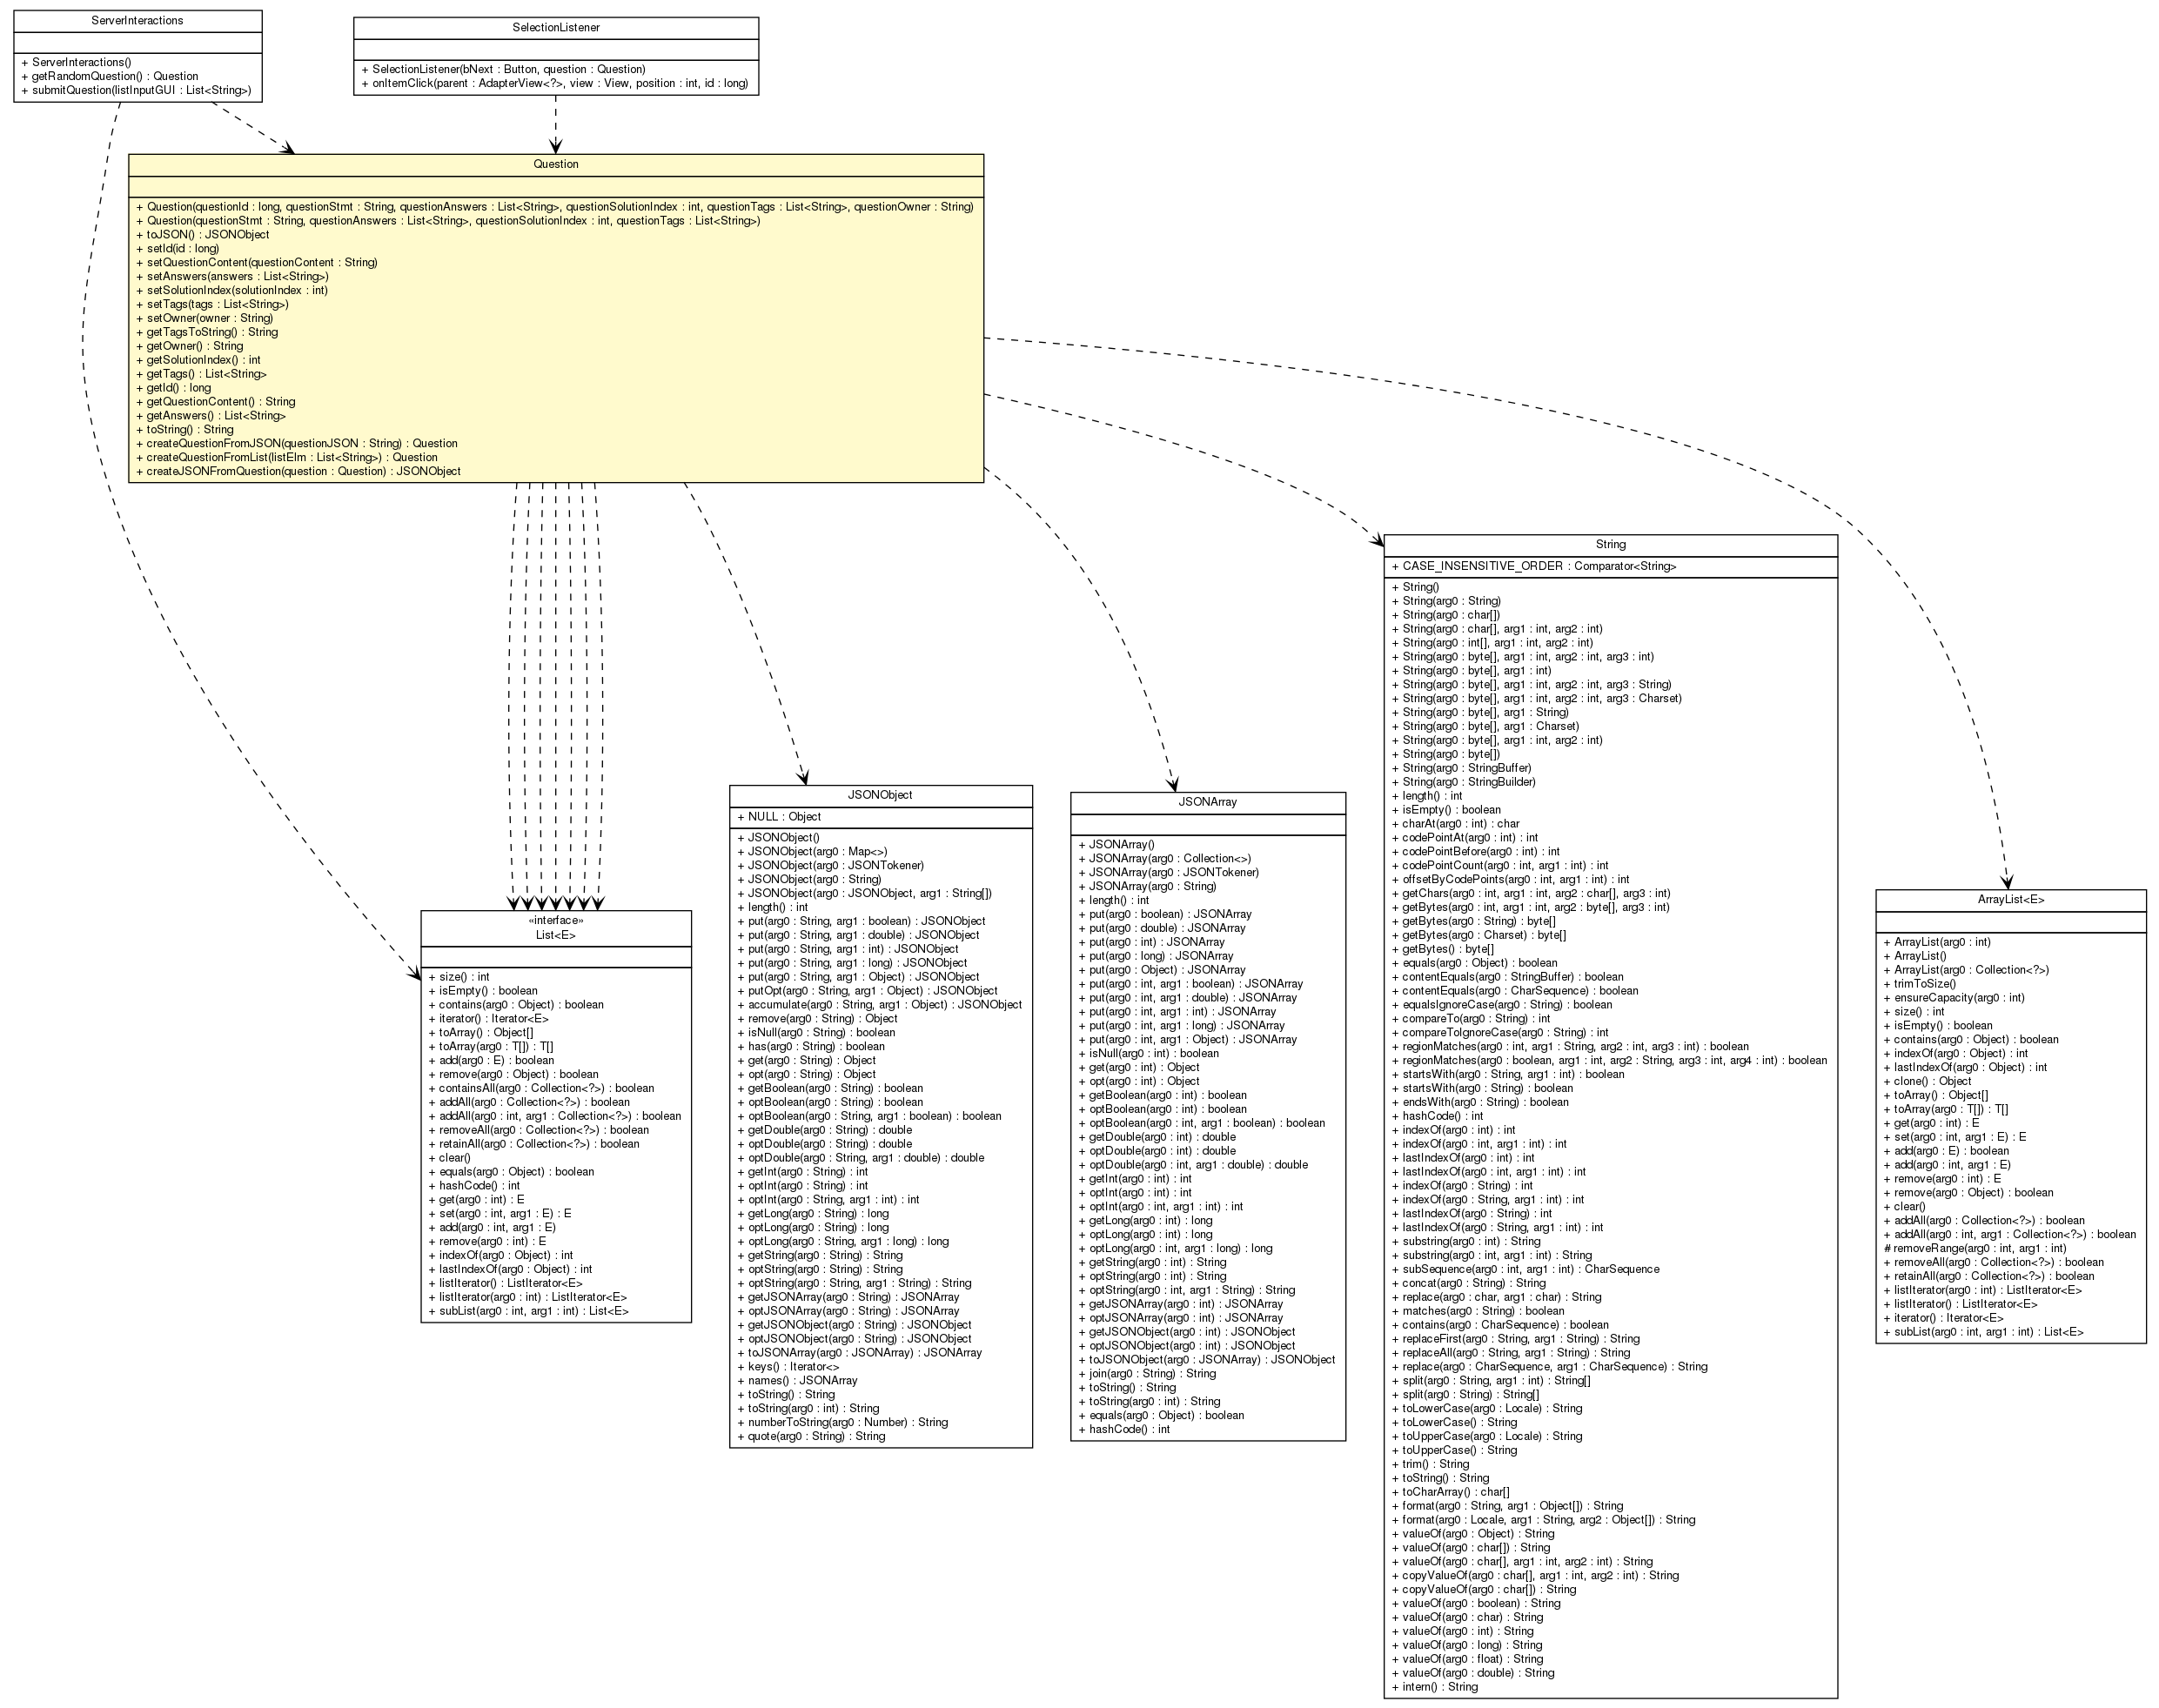 ServerInteractions
+ ServerInteractions()
+ getRandomQuestion() : Question
+ submitQuestion(listInputGUI : List<String>)
SelectionListener
+ SelectionListener(bNext : Button, question : Question)
+ onItemClick(parent : AdapterView<?>, view : View, position : int, id : long)
Question
+ Question(questionId : long, questionStmt : String, questionAnswers : List<String>, questionSolutionIndex : int, questionTags : List<String>, questionOwner : String)
+ Question(questionStmt : String, questionAnswers : List<String>, questionSolutionIndex : int, questionTags : List<String>)
+ toJSON() : JSONObject
+ setId(id : long)
+ setQuestionContent(questionContent : String)
+ setAnswers(answers : List<String>)
+ setSolutionIndex(solutionIndex : int)
+ setTags(tags : List<String>)
+ setOwner(owner : String)
+ getTagsToString() : String
+ getOwner() : String
+ getSolutionIndex() : int
+ getTags() : List<String>
+ getId() : long
+ getQuestionContent() : String
+ getAnswers() : List<String>
+ toString() : String
+ createQuestionFromJSON(questionJSON : String) : Question
+ createQuestionFromList(listElm : List<String>) : Question
+ createJSONFromQuestion(question : Question) : JSONObject
«interface»
List<E>
+ size() : int
+ isEmpty() : boolean
+ contains(arg0 : Object) : boolean
+ iterator() : Iterator<E>
+ toArray() : Object[]
+ toArray(arg0 : T[]) : T[]
+ add(arg0 : E) : boolean
+ remove(arg0 : Object) : boolean
+ containsAll(arg0 : Collection<?>) : boolean
+ addAll(arg0 : Collection<?>) : boolean
+ addAll(arg0 : int, arg1 : Collection<?>) : boolean
+ removeAll(arg0 : Collection<?>) : boolean
+ retainAll(arg0 : Collection<?>) : boolean
+ clear()
+ equals(arg0 : Object) : boolean
+ hashCode() : int
+ get(arg0 : int) : E
+ set(arg0 : int, arg1 : E) : E
+ add(arg0 : int, arg1 : E)
+ remove(arg0 : int) : E
+ indexOf(arg0 : Object) : int
+ lastIndexOf(arg0 : Object) : int
+ listIterator() : ListIterator<E>
+ listIterator(arg0 : int) : ListIterator<E>
+ subList(arg0 : int, arg1 : int) : List<E>
JSONObject
+ NULL : Object
+ JSONObject()
+ JSONObject(arg0 : Map<>)
+ JSONObject(arg0 : JSONTokener)
+ JSONObject(arg0 : String)
+ JSONObject(arg0 : JSONObject, arg1 : String[])
+ length() : int
+ put(arg0 : String, arg1 : boolean) : JSONObject
+ put(arg0 : String, arg1 : double) : JSONObject
+ put(arg0 : String, arg1 : int) : JSONObject
+ put(arg0 : String, arg1 : long) : JSONObject
+ put(arg0 : String, arg1 : Object) : JSONObject
+ putOpt(arg0 : String, arg1 : Object) : JSONObject
+ accumulate(arg0 : String, arg1 : Object) : JSONObject
+ remove(arg0 : String) : Object
+ isNull(arg0 : String) : boolean
+ has(arg0 : String) : boolean
+ get(arg0 : String) : Object
+ opt(arg0 : String) : Object
+ getBoolean(arg0 : String) : boolean
+ optBoolean(arg0 : String) : boolean
+ optBoolean(arg0 : String, arg1 : boolean) : boolean
+ getDouble(arg0 : String) : double
+ optDouble(arg0 : String) : double
+ optDouble(arg0 : String, arg1 : double) : double
+ getInt(arg0 : String) : int
+ optInt(arg0 : String) : int
+ optInt(arg0 : String, arg1 : int) : int
+ getLong(arg0 : String) : long
+ optLong(arg0 : String) : long
+ optLong(arg0 : String, arg1 : long) : long
+ getString(arg0 : String) : String
+ optString(arg0 : String) : String
+ optString(arg0 : String, arg1 : String) : String
+ getJSONArray(arg0 : String) : JSONArray
+ optJSONArray(arg0 : String) : JSONArray
+ getJSONObject(arg0 : String) : JSONObject
+ optJSONObject(arg0 : String) : JSONObject
+ toJSONArray(arg0 : JSONArray) : JSONArray
+ keys() : Iterator<>
+ names() : JSONArray
+ toString() : String
+ toString(arg0 : int) : String
+ numberToString(arg0 : Number) : String
+ quote(arg0 : String) : String
JSONArray
+ JSONArray()
+ JSONArray(arg0 : Collection<>)
+ JSONArray(arg0 : JSONTokener)
+ JSONArray(arg0 : String)
+ length() : int
+ put(arg0 : boolean) : JSONArray
+ put(arg0 : double) : JSONArray
+ put(arg0 : int) : JSONArray
+ put(arg0 : long) : JSONArray
+ put(arg0 : Object) : JSONArray
+ put(arg0 : int, arg1 : boolean) : JSONArray
+ put(arg0 : int, arg1 : double) : JSONArray
+ put(arg0 : int, arg1 : int) : JSONArray
+ put(arg0 : int, arg1 : long) : JSONArray
+ put(arg0 : int, arg1 : Object) : JSONArray
+ isNull(arg0 : int) : boolean
+ get(arg0 : int) : Object
+ opt(arg0 : int) : Object
+ getBoolean(arg0 : int) : boolean
+ optBoolean(arg0 : int) : boolean
+ optBoolean(arg0 : int, arg1 : boolean) : boolean
+ getDouble(arg0 : int) : double
+ optDouble(arg0 : int) : double
+ optDouble(arg0 : int, arg1 : double) : double
+ getInt(arg0 : int) : int
+ optInt(arg0 : int) : int
+ optInt(arg0 : int, arg1 : int) : int
+ getLong(arg0 : int) : long
+ optLong(arg0 : int) : long
+ optLong(arg0 : int, arg1 : long) : long
+ getString(arg0 : int) : String
+ optString(arg0 : int) : String
+ optString(arg0 : int, arg1 : String) : String
+ getJSONArray(arg0 : int) : JSONArray
+ optJSONArray(arg0 : int) : JSONArray
+ getJSONObject(arg0 : int) : JSONObject
+ optJSONObject(arg0 : int) : JSONObject
+ toJSONObject(arg0 : JSONArray) : JSONObject
+ join(arg0 : String) : String
+ toString() : String
+ toString(arg0 : int) : String
+ equals(arg0 : Object) : boolean
+ hashCode() : int
String
+ CASE_INSENSITIVE_ORDER : Comparator<String>
+ String()
+ String(arg0 : String)
+ String(arg0 : char[])
+ String(arg0 : char[], arg1 : int, arg2 : int)
+ String(arg0 : int[], arg1 : int, arg2 : int)
+ String(arg0 : byte[], arg1 : int, arg2 : int, arg3 : int)
+ String(arg0 : byte[], arg1 : int)
+ String(arg0 : byte[], arg1 : int, arg2 : int, arg3 : String)
+ String(arg0 : byte[], arg1 : int, arg2 : int, arg3 : Charset)
+ String(arg0 : byte[], arg1 : String)
+ String(arg0 : byte[], arg1 : Charset)
+ String(arg0 : byte[], arg1 : int, arg2 : int)
+ String(arg0 : byte[])
+ String(arg0 : StringBuffer)
+ String(arg0 : StringBuilder)
+ length() : int
+ isEmpty() : boolean
+ charAt(arg0 : int) : char
+ codePointAt(arg0 : int) : int
+ codePointBefore(arg0 : int) : int
+ codePointCount(arg0 : int, arg1 : int) : int
+ offsetByCodePoints(arg0 : int, arg1 : int) : int
+ getChars(arg0 : int, arg1 : int, arg2 : char[], arg3 : int)
+ getBytes(arg0 : int, arg1 : int, arg2 : byte[], arg3 : int)
+ getBytes(arg0 : String) : byte[]
+ getBytes(arg0 : Charset) : byte[]
+ getBytes() : byte[]
+ equals(arg0 : Object) : boolean
+ contentEquals(arg0 : StringBuffer) : boolean
+ contentEquals(arg0 : CharSequence) : boolean
+ equalsIgnoreCase(arg0 : String) : boolean
+ compareTo(arg0 : String) : int
+ compareToIgnoreCase(arg0 : String) : int
+ regionMatches(arg0 : int, arg1 : String, arg2 : int, arg3 : int) : boolean
+ regionMatches(arg0 : boolean, arg1 : int, arg2 : String, arg3 : int, arg4 : int) : boolean
+ startsWith(arg0 : String, arg1 : int) : boolean
+ startsWith(arg0 : String) : boolean
+ endsWith(arg0 : String) : boolean
+ hashCode() : int
+ indexOf(arg0 : int) : int
+ indexOf(arg0 : int, arg1 : int) : int
+ lastIndexOf(arg0 : int) : int
+ lastIndexOf(arg0 : int, arg1 : int) : int
+ indexOf(arg0 : String) : int
+ indexOf(arg0 : String, arg1 : int) : int
+ lastIndexOf(arg0 : String) : int
+ lastIndexOf(arg0 : String, arg1 : int) : int
+ substring(arg0 : int) : String
+ substring(arg0 : int, arg1 : int) : String
+ subSequence(arg0 : int, arg1 : int) : CharSequence
+ concat(arg0 : String) : String
+ replace(arg0 : char, arg1 : char) : String
+ matches(arg0 : String) : boolean
+ contains(arg0 : CharSequence) : boolean
+ replaceFirst(arg0 : String, arg1 : String) : String
+ replaceAll(arg0 : String, arg1 : String) : String
+ replace(arg0 : CharSequence, arg1 : CharSequence) : String
+ split(arg0 : String, arg1 : int) : String[]
+ split(arg0 : String) : String[]
+ toLowerCase(arg0 : Locale) : String
+ toLowerCase() : String
+ toUpperCase(arg0 : Locale) : String
+ toUpperCase() : String
+ trim() : String
+ toString() : String
+ toCharArray() : char[]
+ format(arg0 : String, arg1 : Object[]) : String
+ format(arg0 : Locale, arg1 : String, arg2 : Object[]) : String
+ valueOf(arg0 : Object) : String
+ valueOf(arg0 : char[]) : String
+ valueOf(arg0 : char[], arg1 : int, arg2 : int) : String
+ copyValueOf(arg0 : char[], arg1 : int, arg2 : int) : String
+ copyValueOf(arg0 : char[]) : String
+ valueOf(arg0 : boolean) : String
+ valueOf(arg0 : char) : String
+ valueOf(arg0 : int) : String
+ valueOf(arg0 : long) : String
+ valueOf(arg0 : float) : String
+ valueOf(arg0 : double) : String
+ intern() : String
ArrayList<E>
+ ArrayList(arg0 : int)
+ ArrayList()
+ ArrayList(arg0 : Collection<?>)
+ trimToSize()
+ ensureCapacity(arg0 : int)
+ size() : int
+ isEmpty() : boolean
+ contains(arg0 : Object) : boolean
+ indexOf(arg0 : Object) : int
+ lastIndexOf(arg0 : Object) : int
+ clone() : Object
+ toArray() : Object[]
+ toArray(arg0 : T[]) : T[]
+ get(arg0 : int) : E
+ set(arg0 : int, arg1 : E) : E
+ add(arg0 : E) : boolean
+ add(arg0 : int, arg1 : E)
+ remove(arg0 : int) : E
+ remove(arg0 : Object) : boolean
+ clear()
+ addAll(arg0 : Collection<?>) : boolean
+ addAll(arg0 : int, arg1 : Collection<?>) : boolean
# removeRange(arg0 : int, arg1 : int)
+ removeAll(arg0 : Collection<?>) : boolean
+ retainAll(arg0 : Collection<?>) : boolean
+ listIterator(arg0 : int) : ListIterator<E>
+ listIterator() : ListIterator<E>
+ iterator() : Iterator<E>
+ subList(arg0 : int, arg1 : int) : List<E>